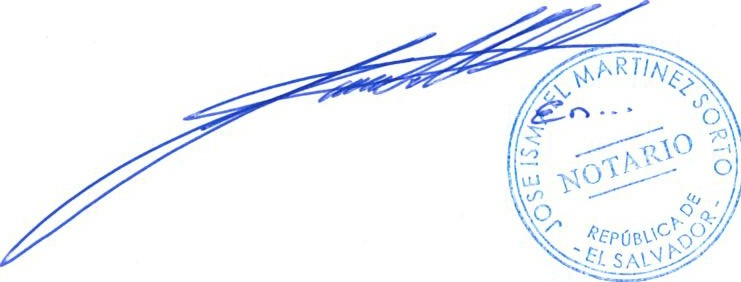 JOSE ISMAEL MARTINEZ SORTO
NOTARIO
REPÚBLICA DE
- EL SALVADOR -